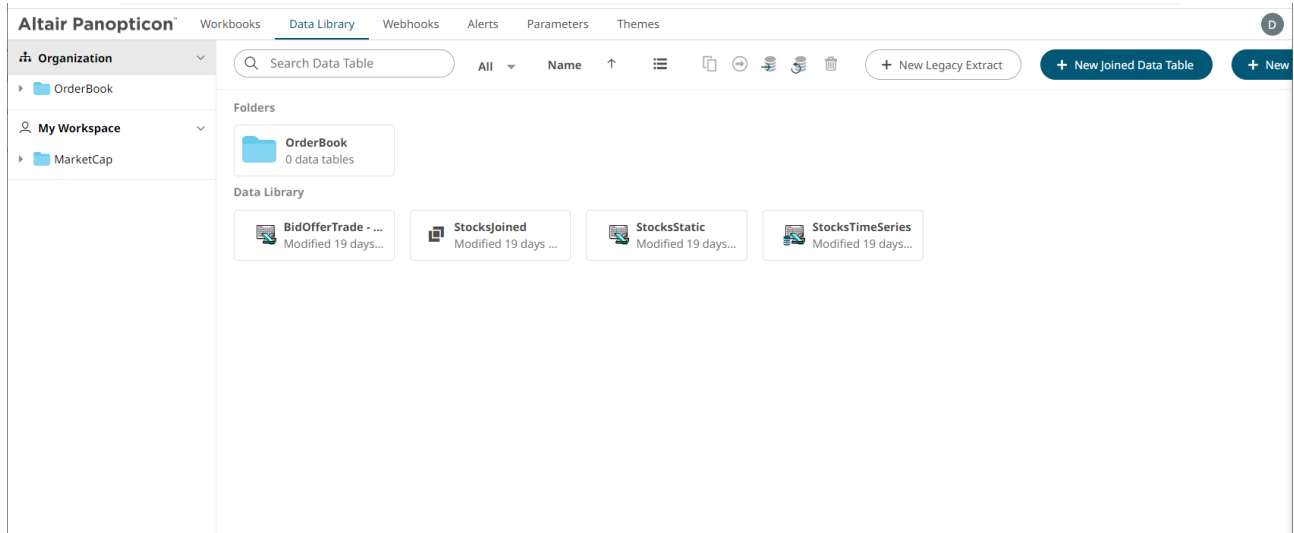 Altair Panopticon™ Workbooks Data Library Webhooks Alerts Parameters Themes D
Organization
OrderBook
My Workspace
MarketCap
Search Data Table All Name + New Legacy Extract + New Joined Data Table + New
Folders
OrderBook
0 data tables
Data Library
BidOfferTrade - ...
Modified 19 days...
StocksJoined
Modified 19 days ...
StocksStatic
Modified 19 days...
StocksTimeSeries
Modified 19 days...